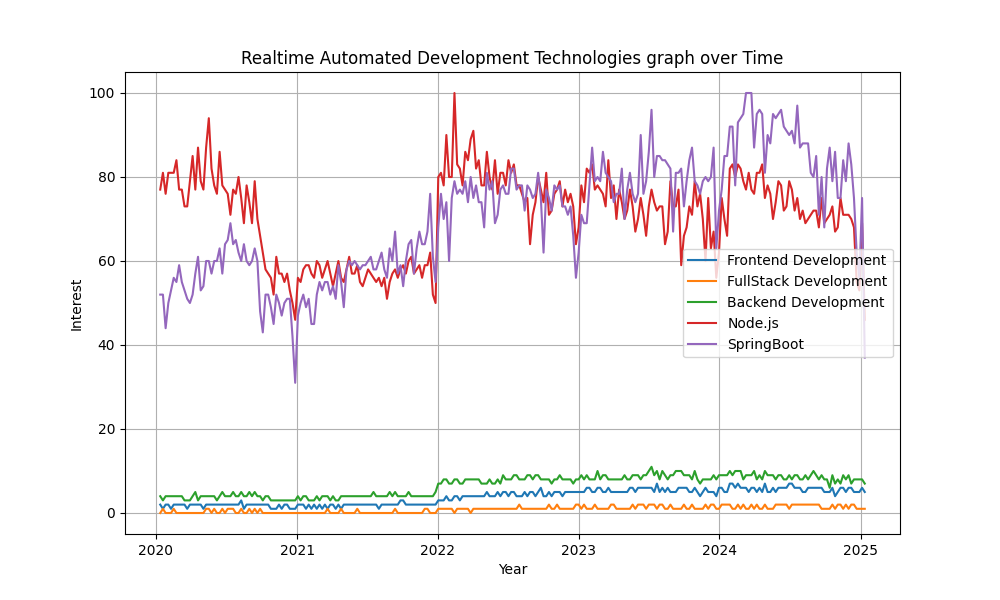 Realtime Automated Development Technologies graph over Time
100
80
60
40
20
0
Interest
2020 2021 2022 2023 2024 2025
Year
Frontend Development
FullStack Development
Backend Development
Node.js
SpringBoot